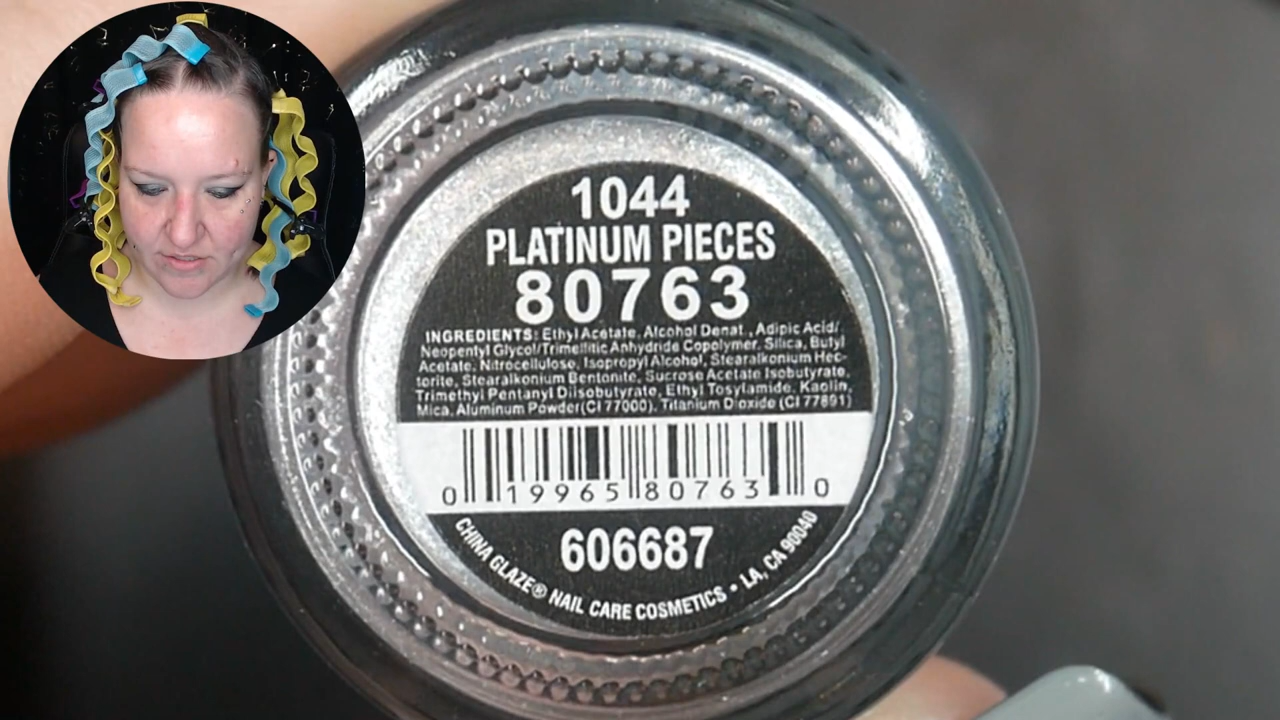 1044
PLATINUM PIECES
80763
INGREDIENTS: Ethyl Acetate, Alcohol Denat., Adipic Acid/
Neopentyl Glycol/Trimellitic Anhydride Copolymer, Silica, Butyl
Acetate, Nitrocellulose, Isopropyl Alcohol, Stearalkonium Hec-
torite, Stearalkonium Bentonite, Sucrose Acetate Isobutyrate,
Trimethyl Pentanyl Diisobutyrate, Ethyl Tosylamide, Kaolin,
Mica, Aluminum Powder(CI 77000), Titanium Dioxide (CI 77891)
0 19965 80763 0
606687
CHINA GLAZE® NAIL CARE COSMETICS • LA, CA 90040